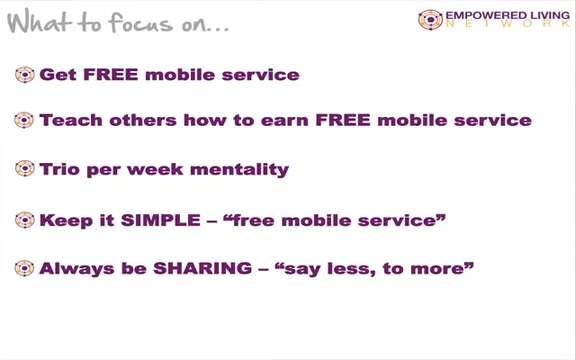 What to focus on...
EMPOWERED LIVING
NETWORK
Get FREE mobile service
Teach others how to earn FREE mobile service
Trio per week mentality
Keep it SIMPLE – “free mobile service”
Always be SHARING – “say less, to more”